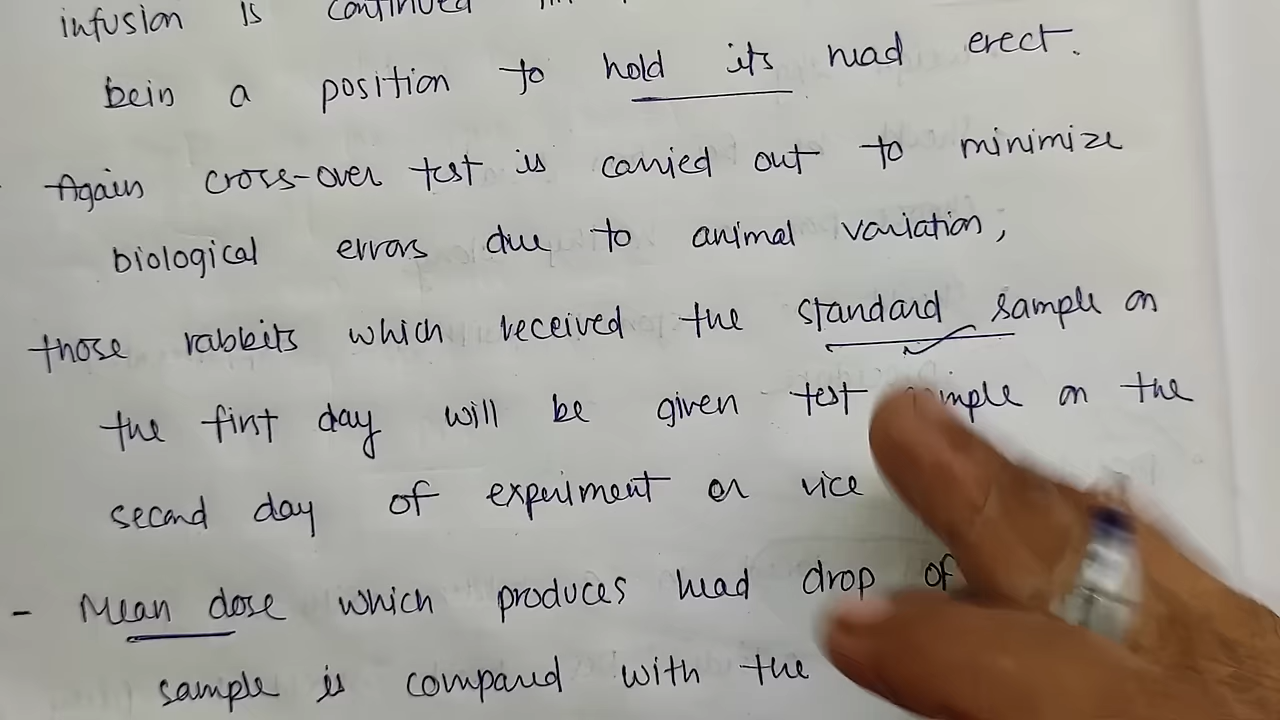 infusion is continued
bein a position to hold its head erect.
Again cross-over test is carried out to minimize
biological errors due to animal variation,
those rabbits which received the standard sample on
the first day will be given test sample on the
second day of experiment or vice
- Mean dose which produces head drop of
sample is compared with the